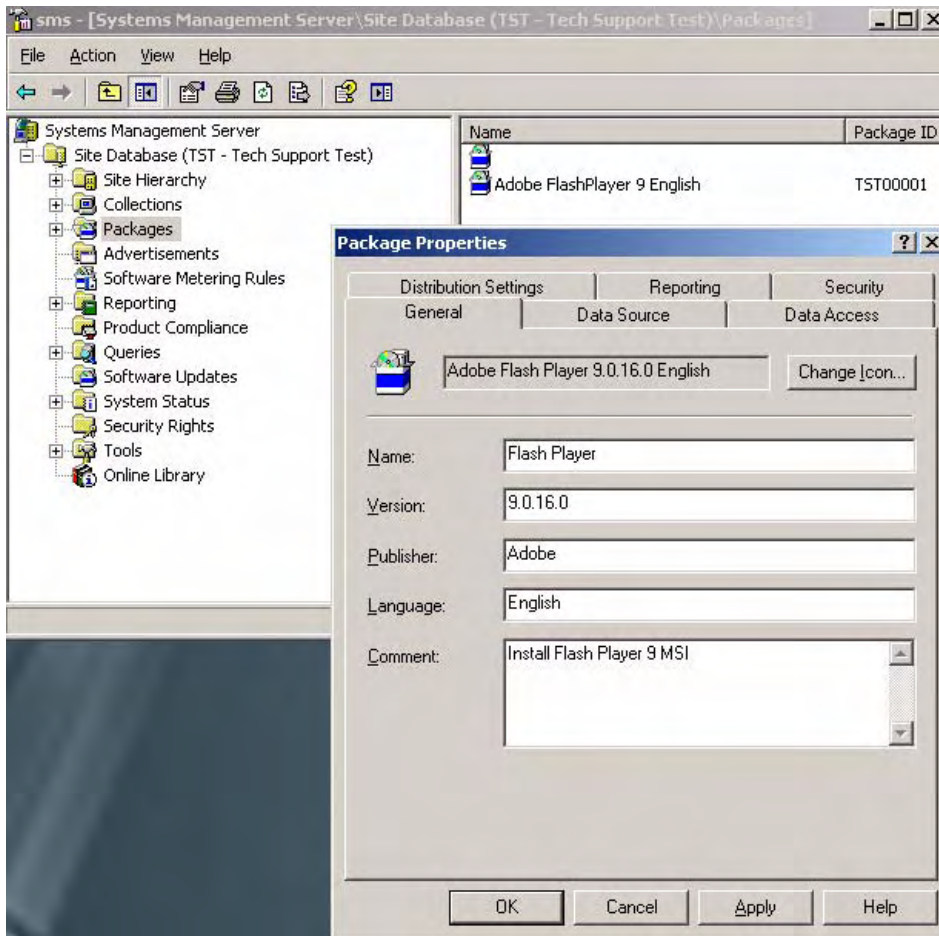 sms - [Systems Management Server\Site Database (TST - Tech Support Test)\Packages]
File Action View Help
Systems Management Server
Site Database (TST - Tech Support Test)
Site Hierarchy
Collections
Packages
Advertisements
Software Metering Rules
Reporting
Product Compliance
Queries
Software Updates
System Status
Security Rights
Tools
Online Library
Name Package ID
Adobe FlashPlayer 9 English TST00001
Package Properties
Distribution Settings Reporting Security
General Data Source Data Access
Adobe Flash Player 9.0.16.0 English Change Icon...
Name: Flash Player
Version: 9.0.16.0
Publisher: Adobe
Language: English
Comment: Install Flash Player 9 MSI
OK Cancel Apply Help